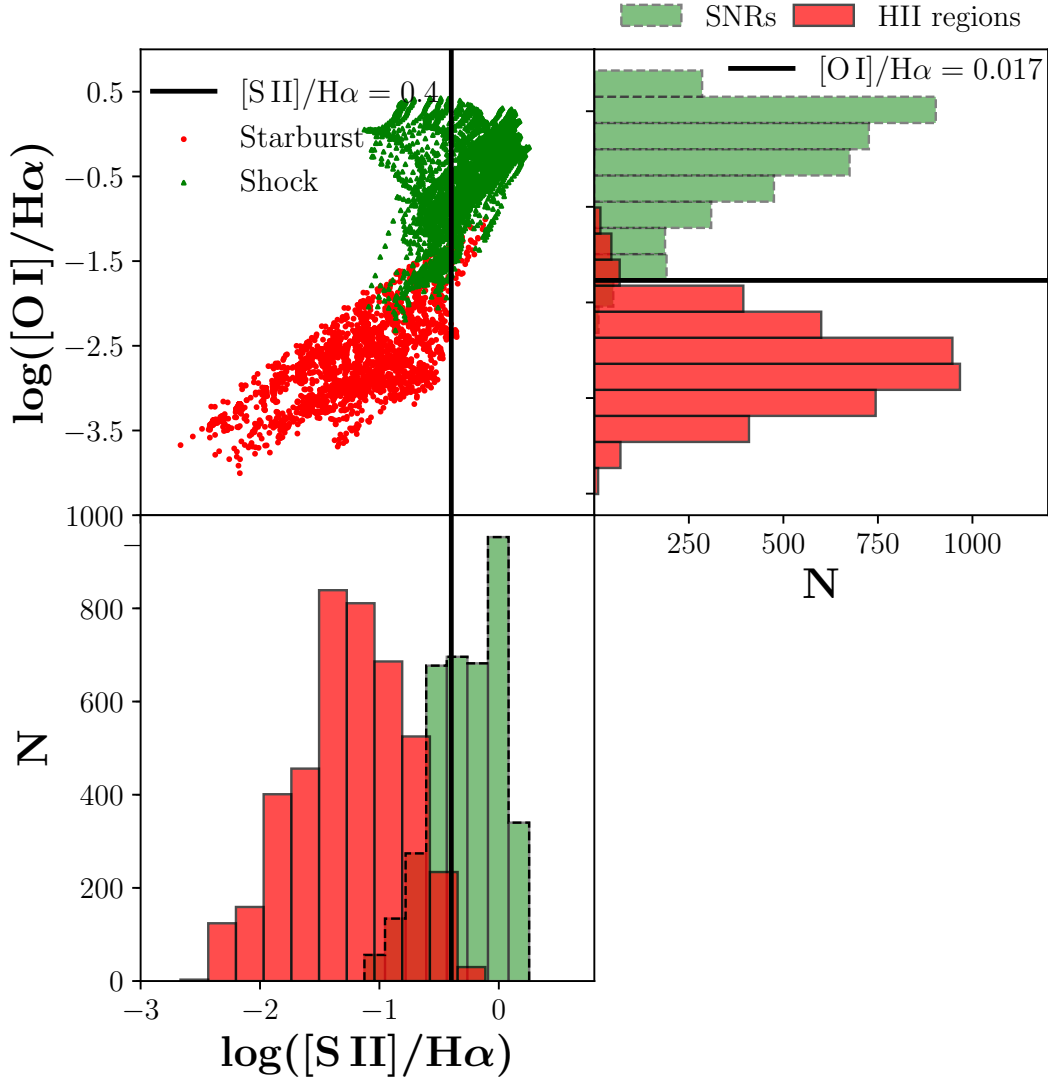 SNRs HII regions
[S II]/Hα = 0.4
Starburst
Shock
[O I]/Hα = 0.017
log([O I]/Hα)
0.5
−0.5
−1.5
−2.5
−3.5
250 500 750 1000
N
1000
800
600
400
200
0
N
−3 −2 −1 0
log([S II]/Hα)